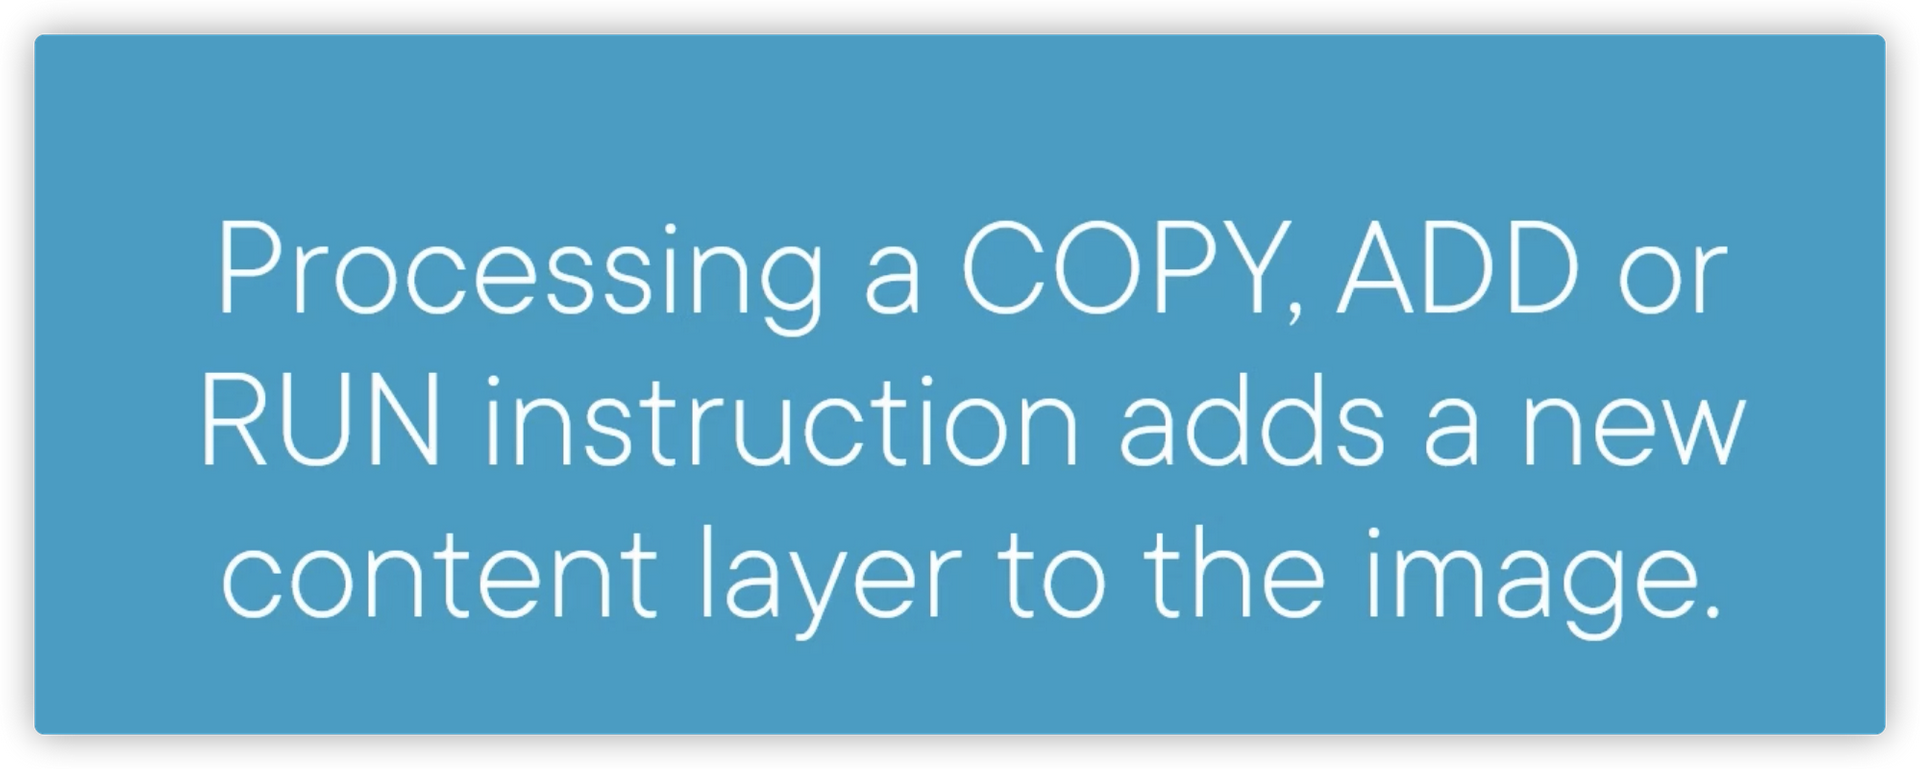 Processing a COPY, ADD or
RUN instruction adds a new
content layer to the image.